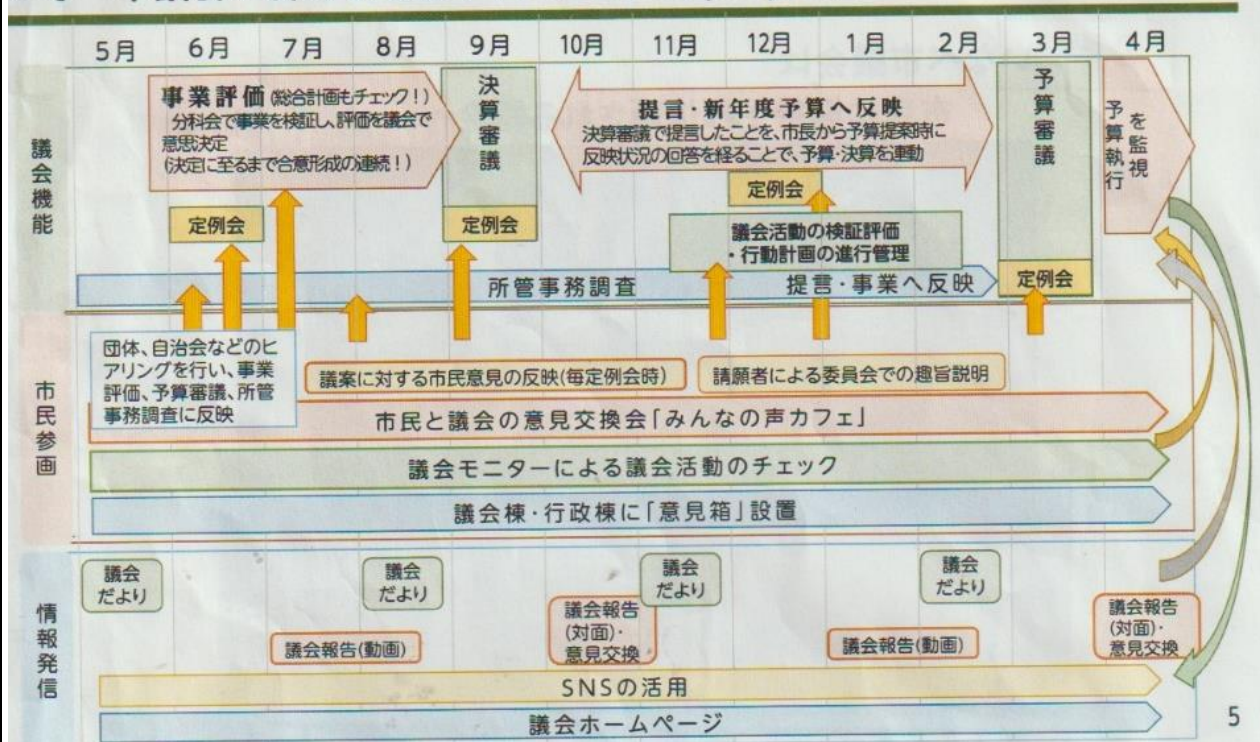 5月 6月 7月 8月 9月 10月 11月 12月 1月 2月 3月 4月
議会機能
事業評価(総合計画もチェック!)
分科会で事業を検証し、評価を議会で
意思決定
(決定に至るまで合意形成の連続!)
決算審議
提言・新年度予算へ反映
決算審議で提言したことを、市長から予算提案時に
反映状況の回答を経ることで、予算・決算を連動
予算審議
予算執行
を監視
定例会
定例会
定例会
定例会
議会活動の検証評価
・行動計画の進行管理
所管事務調査
提言・事業へ反映
市民参画
団体、自治会などのヒ
アリングを行い、事業
評価、予算審議、所管
事務調査に反映
議案に対する市民意見の反映(毎定例会時)
請願者による委員会での趣旨説明
市民と議会の意見交換会「みんなの声カフェ」
議会モニターによる議会活動のチェック
議会棟・行政棟に「意見箱」設置
情報発信
議会
だより
議会
だより
議会
だより
議会
だより
議会報告(動画)
議会報告
(対面)・
意見交換
議会報告(動画)
議会報告
(対面)・
意見交換
SNSの活用
議会ホームページ
5